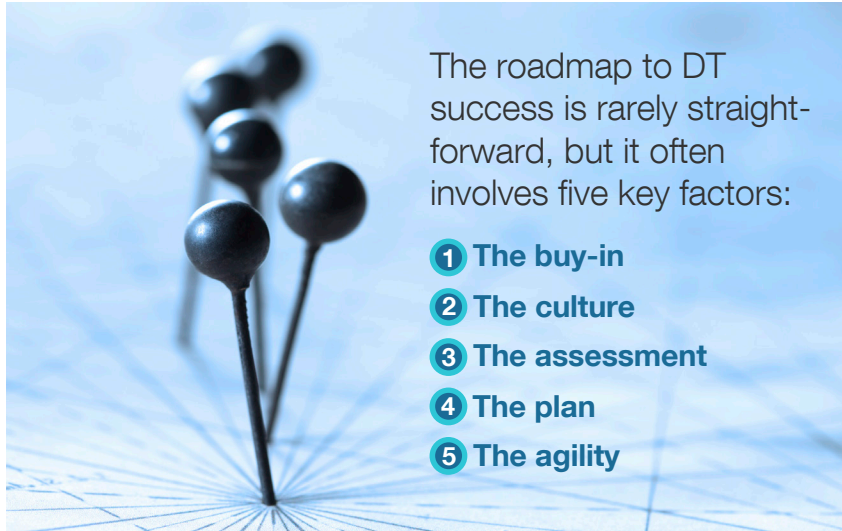 The roadmap to DT
success is rarely straight-
forward, but it often
involves five key factors:
1 The buy-in
2 The culture
3 The assessment
4 The plan
5 The agility